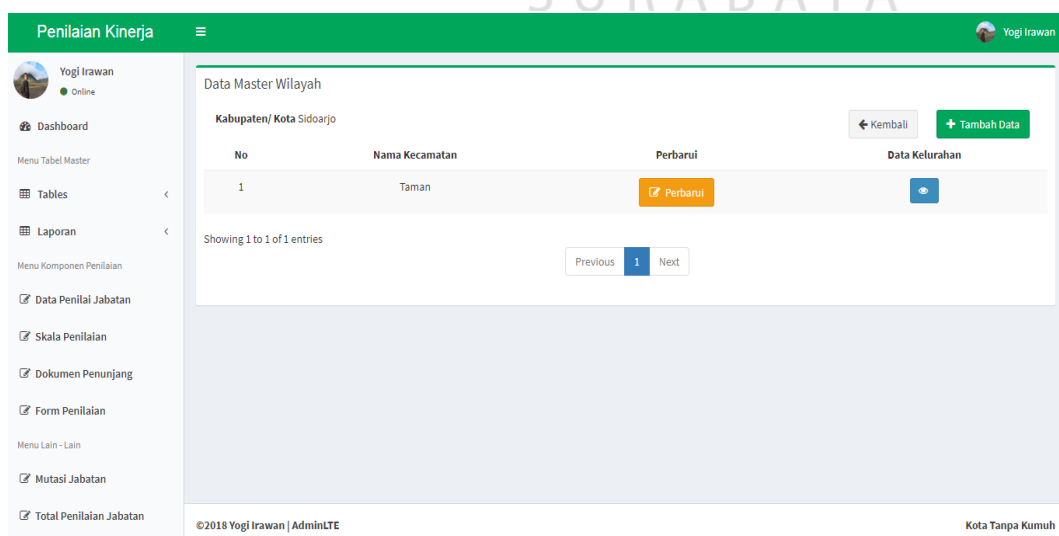 SURABAYA
Penilaian Kinerja
Yogi Irawan
Yogi Irawan
Online
Dashboard
Menu Tabel Master
Tables
Laporan
Menu Komponen Penilaian
Data Penilai Jabatan
Skala Penilaian
Dokumen Penunjang
Form Penilaian
Menu Lain - Lain
Mutasi Jabatan
Total Penilaian Jabatan
Data Master Wilayah
Kabupaten/ Kota Sidoarjo
Kembali
+ Tambah Data
No Nama Kecamatan Perbarui Data Kelurahan
1 Taman Perbarui
Showing 1 to 1 of 1 entries
Previous 1 Next
©2018 Yogi Irawan | AdminLTE
Kota Tanpa Kumuh